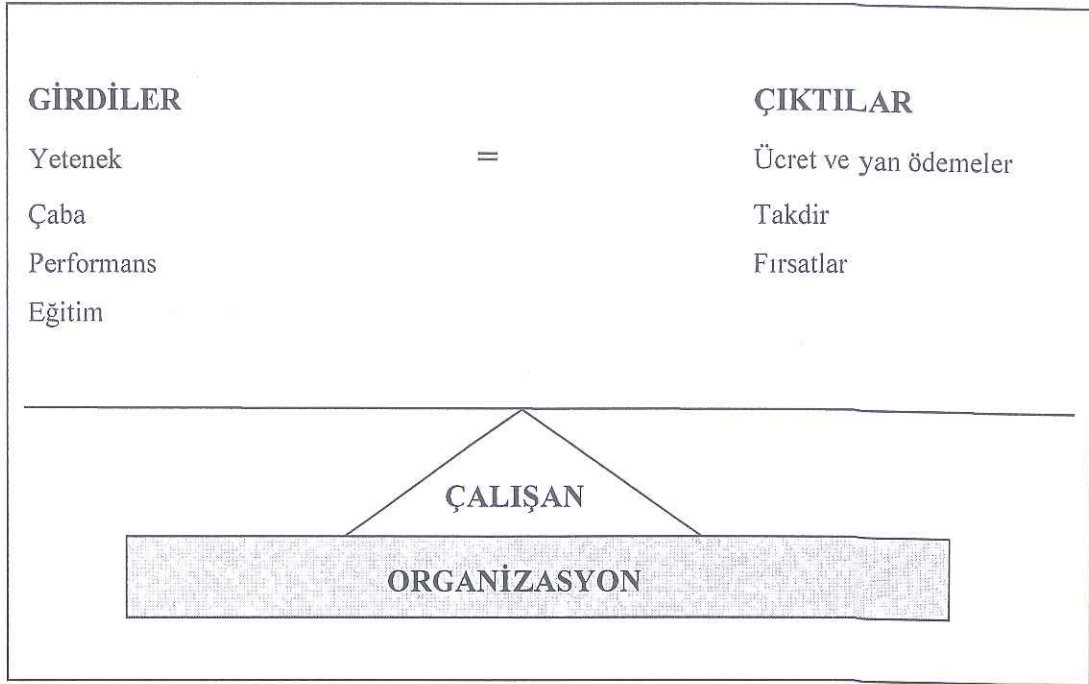 GİRDİLER ÇIKTILAR
Yetenek = Ücret ve yan ödemeler
Çaba Takdir
Performans Fırsatlar
Eğitim
ÇALIŞAN
ORGANİZASYON